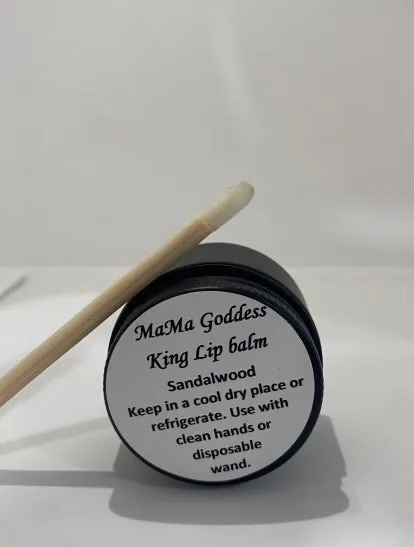 MaMa Goddess
King Lip balm
Sandalwood
Keep in a cool dry place or
refrigerate. Use with
clean hands or
disposable
wand.